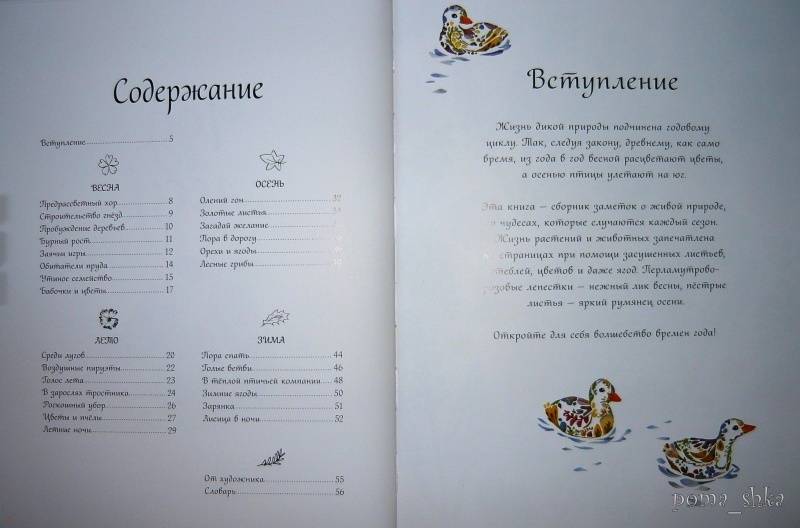 Содержание
Вступление 5
ВЕСНА
Предрассветный хор 8
Строительство гнёзд 9
Пробуждение деревьев 10
Бурный рост 11
Заячьи игры 12
Обитатели пруда 14
Утиное семейство 15
Бабочки и цветы 17
ЛЕТО
Среди лугов 20
Воздушные пируэты 22
Голос лета 23
В зарослях тростника 24
Роскошный убор 26
Цветы и пчёлы 27
Летние ночи 29
ОСЕНЬ
Олений гон 32
Золотые листья
Загадай желание
Пора в дорогу
Орехи и ягоды
Лесные грибы
ЗИМА
Пора спать 44
Голые ветви 46
В тёплой птичьей компании 48
Зимние ягоды 50
Зарянка 51
Лисица в ночи 52
От художника 55
Словарь 56
Вступление
Жизнь дикой природы подчинена годовому
циклу. Так, следуя закону, древнему, как само
время, из года в год весной расцветают цветы,
а осенью птицы улетают на юг.
Эта книга – сборник заметок о живой природе,
о чудесах, которые случаются каждый сезон.
Жизнь растений и животных запечатлена
страницах при помощи засушенных листьев,
стеблей, цветов и даже ягод. Перламутрово-
розовые лепестки – нежный лик весны, пёстрые
листья – яркий румянец осени.
Откройте для себя волшебство времен года!
poma_shka